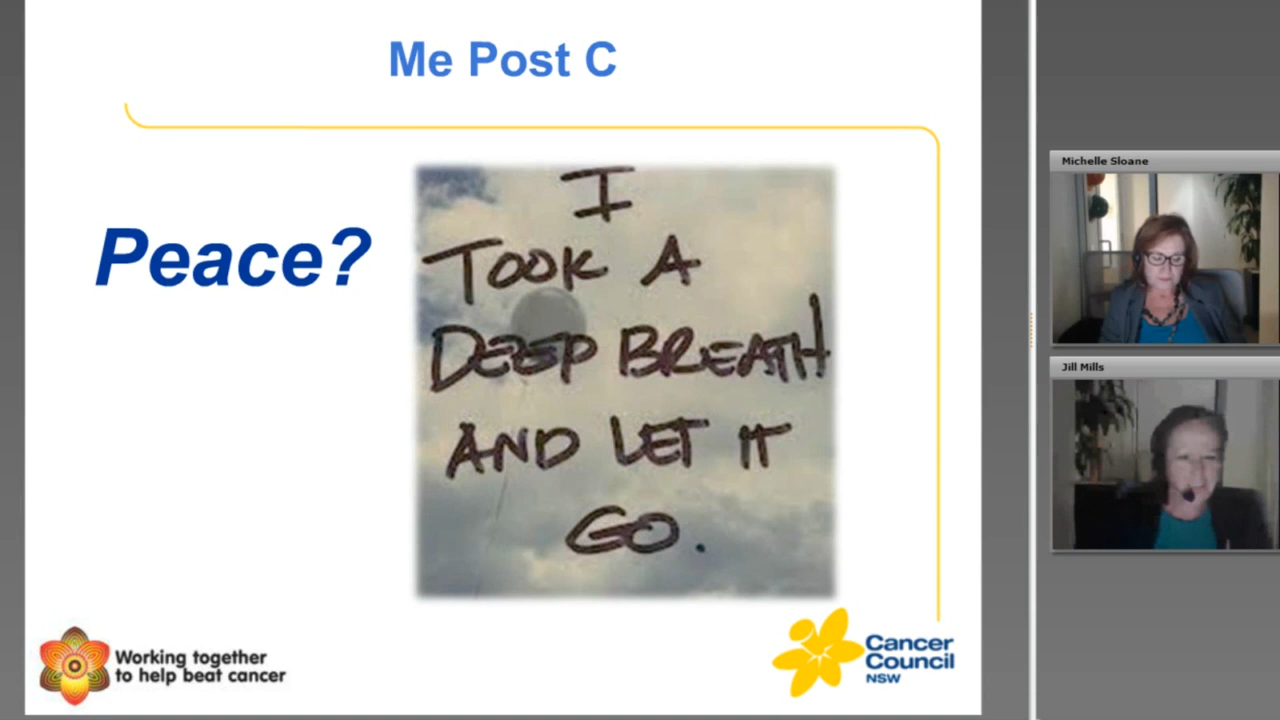 Me Post C
Peace?
I
TOOK A
DEEP BREATH
AND LET IT
GO.
Working together
to help beat cancer
Cancer
Council
NSW
Michelle Sloane
Jill Mills